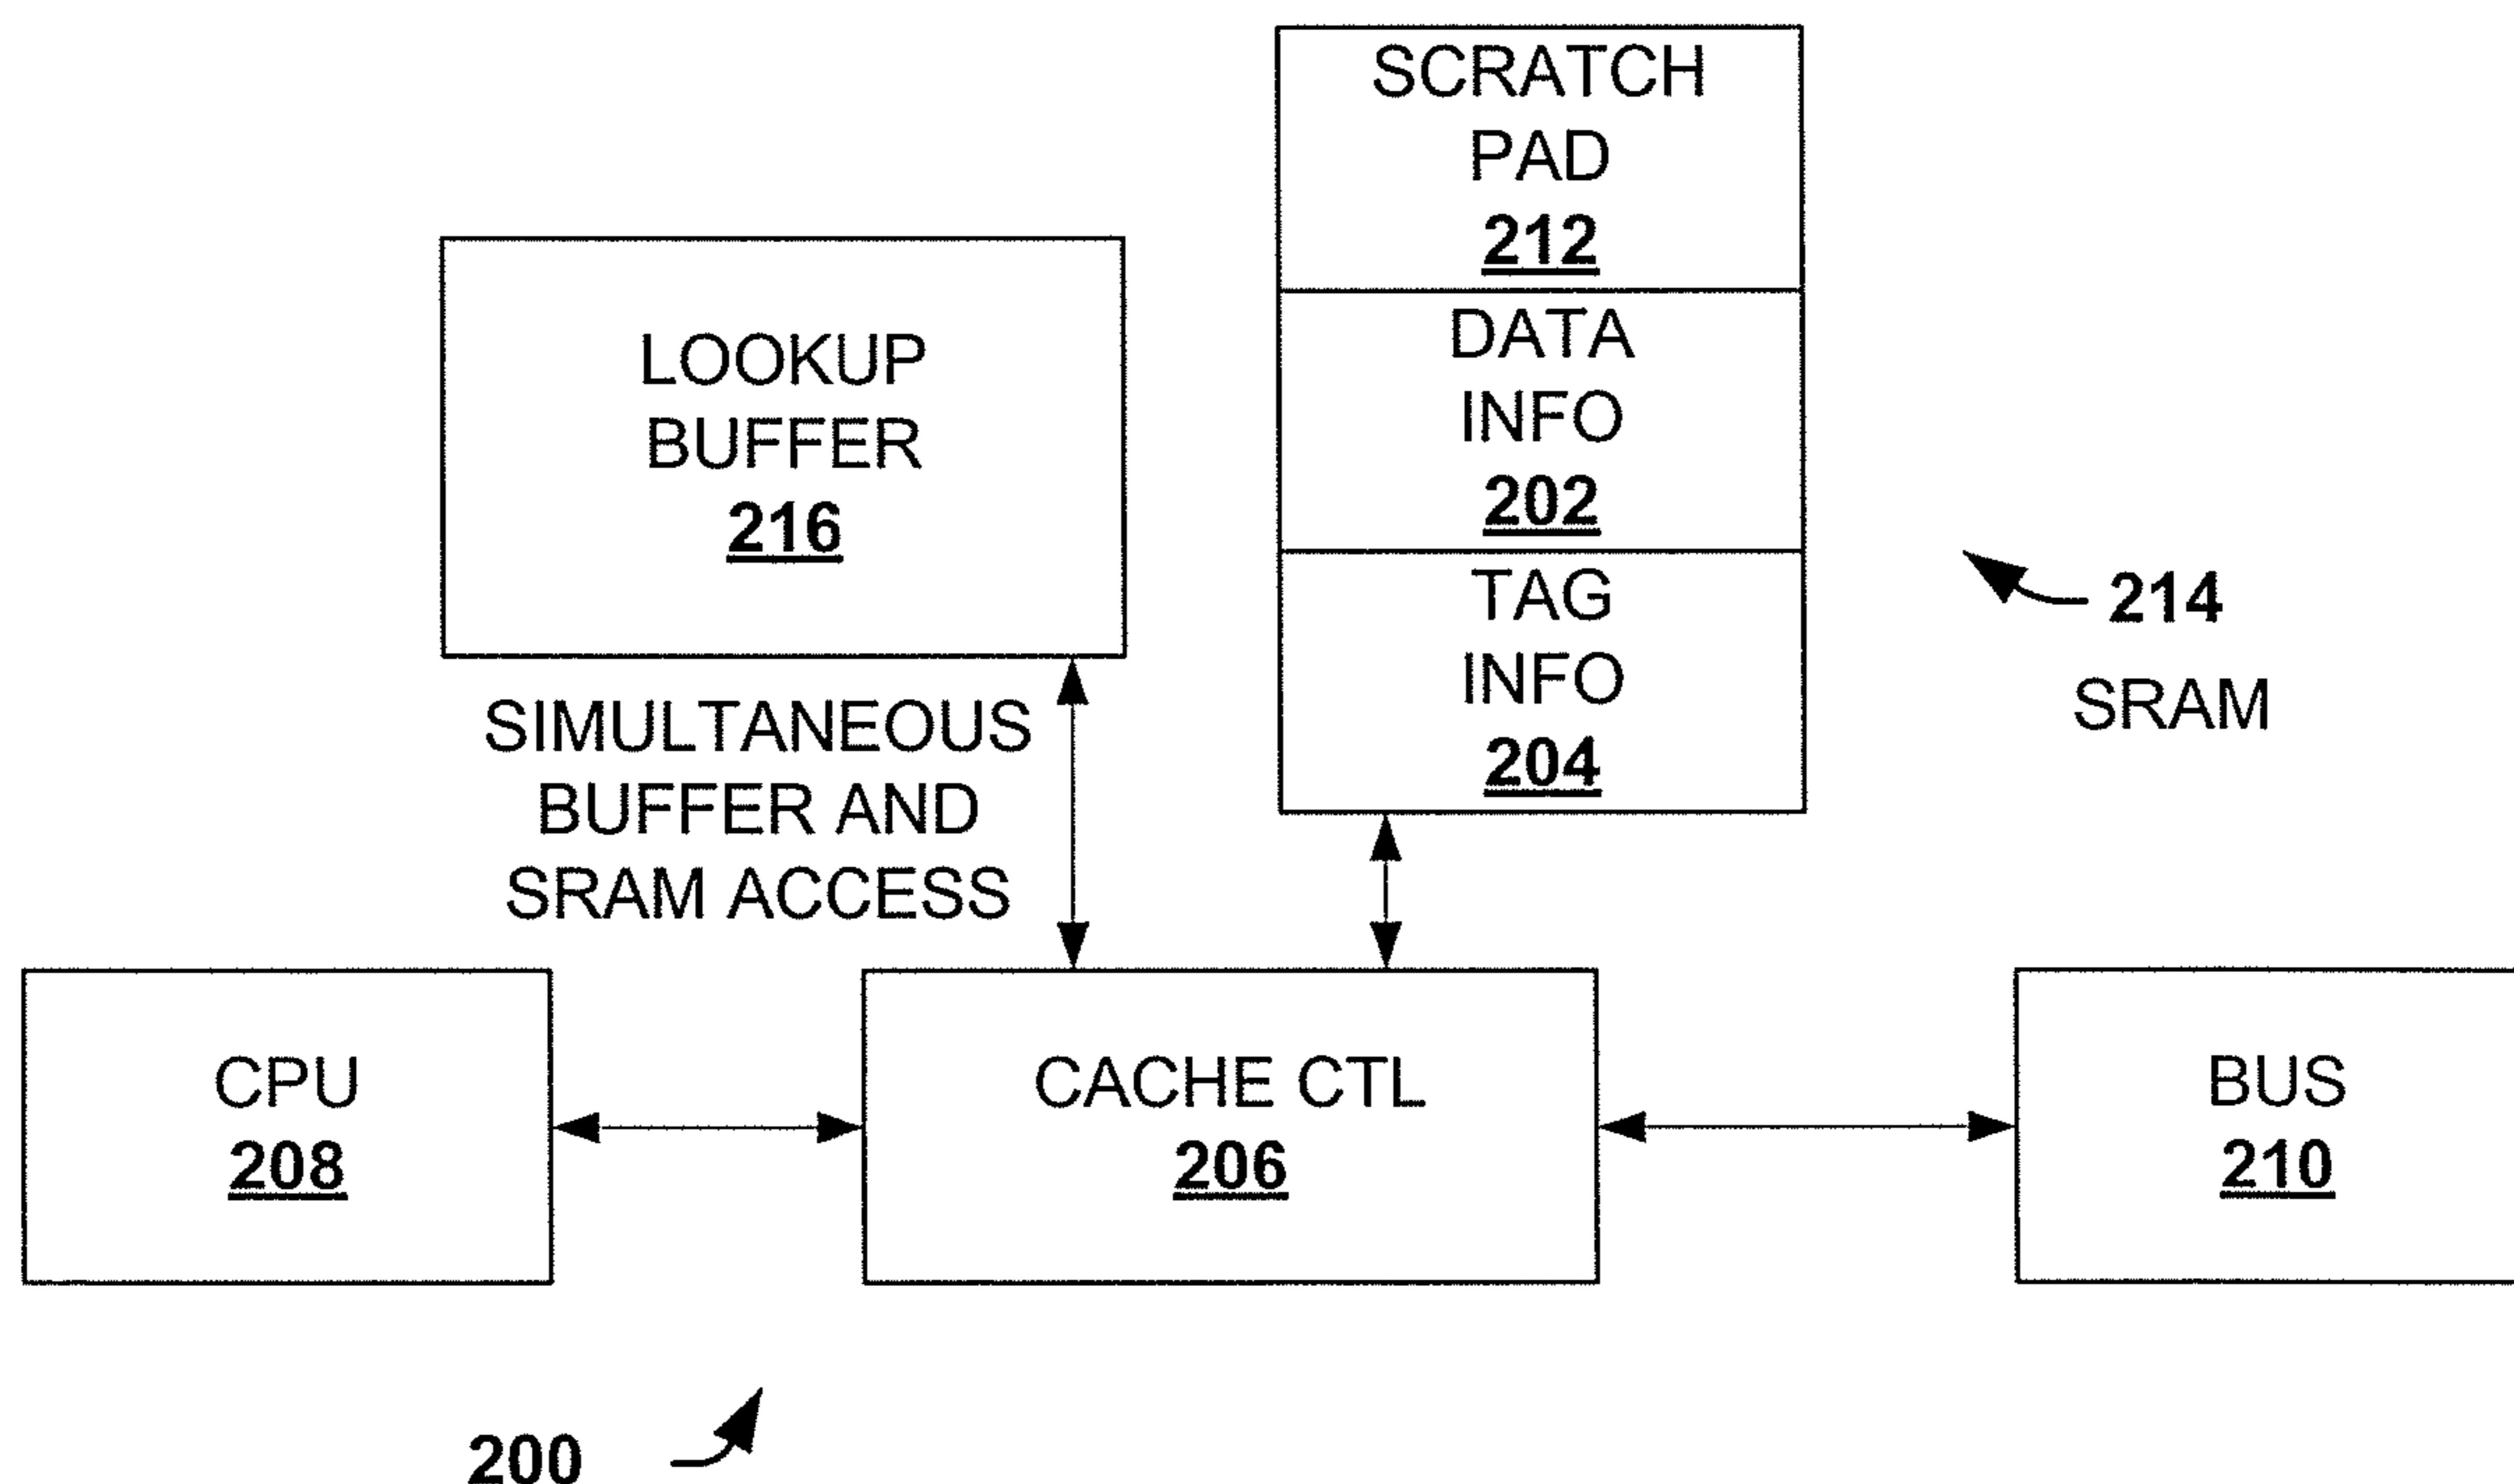 SCRATCH
PAD
212
DATA
INFO
202
TAG
INFO
204
LOOKUP
BUFFER
216
214
SRAM
SIMULTANEOUS
BUFFER AND
SRAM ACCESS
CPU
208
CACHE CTL
206
BUS
210
200